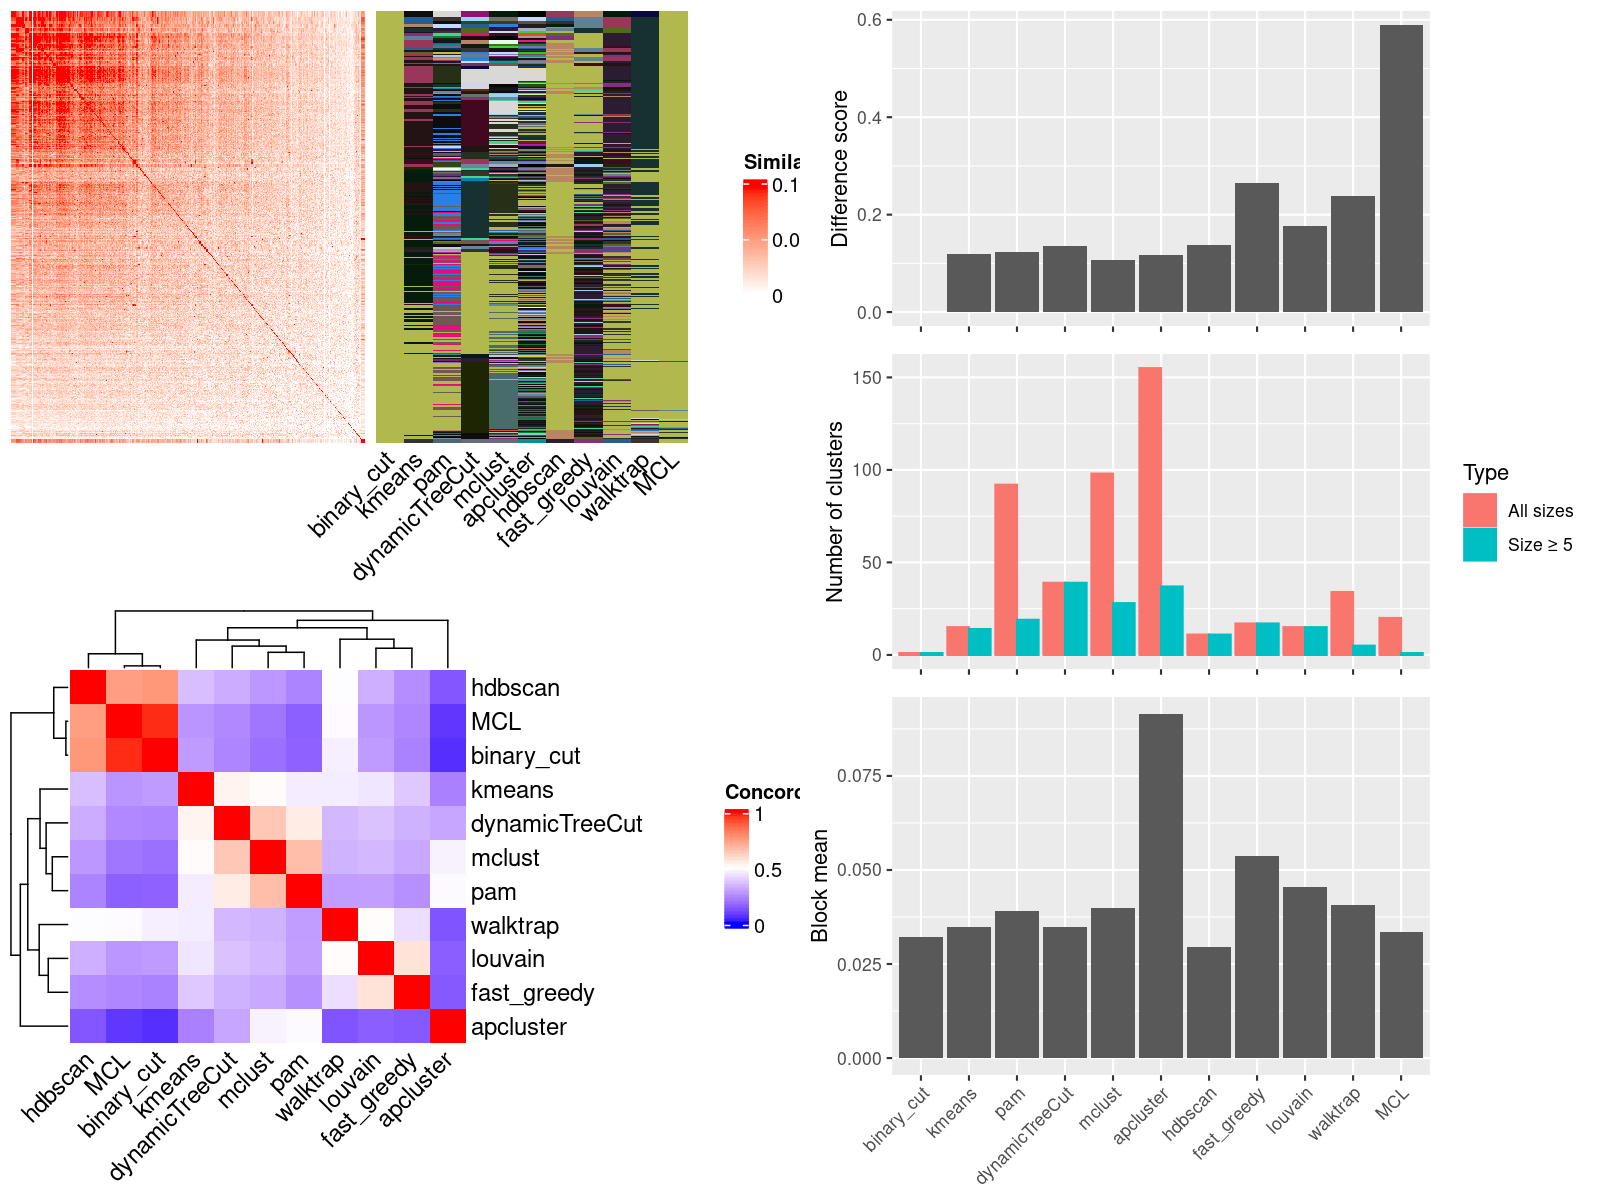 Simila
0.1
0.0
0
binary_cut
kmeans
pam
dynamicTreeCut
mclust
apcluster
hdbscan
fast_greedy
louvain
walktrap
MCL
hdbscan
MCL
binary_cut
kmeans
dynamicTreeCut
mclust
pam
walktrap
louvain
fast_greedy
apcluster
hdbscan
MCL
binary_cut
kmeans
dynamicTreeCut
mclust
pam
walktrap
louvain
fast_greedy
apcluster
Concord
1
0.5
0
Difference score
0.6
0.4
0.2
0.0
Number of clusters
150
100
50
0
Type
All sizes
Size ≥ 5
Block mean
0.075
0.050
0.025
0.000
binary_cut
kmeans
pam
dynamicTreeCut
mclust
apcluster
hdbscan
fast_greedy
louvain
walktrap
MCL